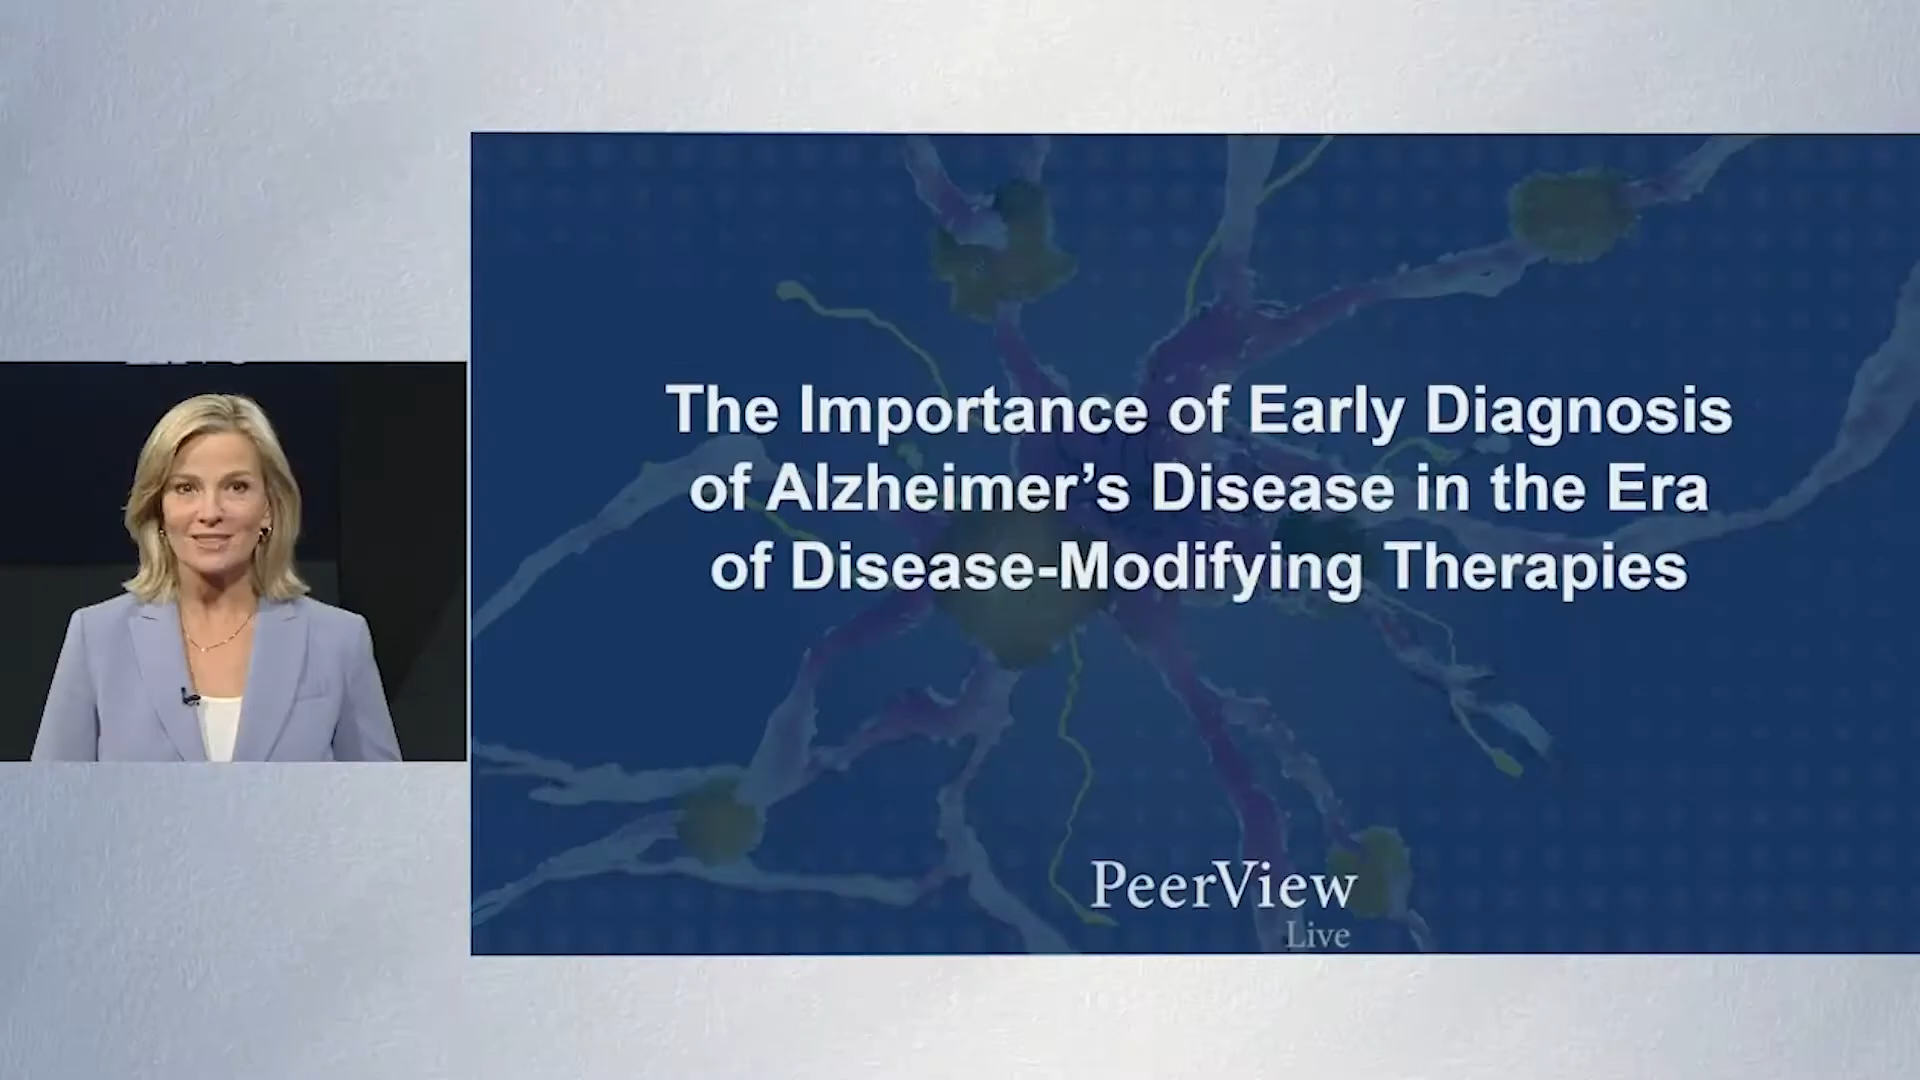 The Importance of Early Diagnosis
of Alzheimer’s Disease in the Era
of Disease-Modifying Therapies
PeerView
Live